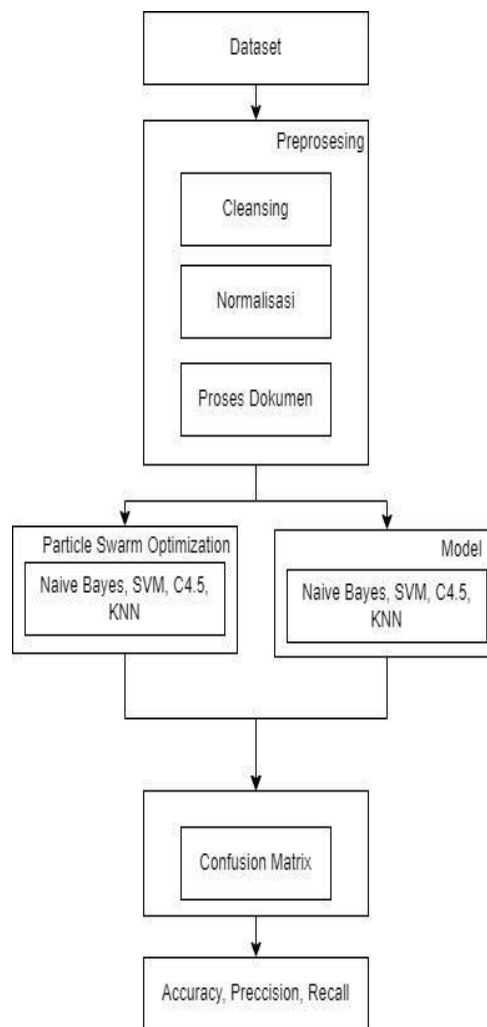 Dataset
Preprosesing
Cleansing
Normalisasi
Proses Dokumen
Particle Swarm Optimization
Naive Bayes, SVM, C4.5,
KNN
Model
Naive Bayes, SVM, C4.5,
KNN
Confusion Matrix
Accuracy, Preccision, Recall